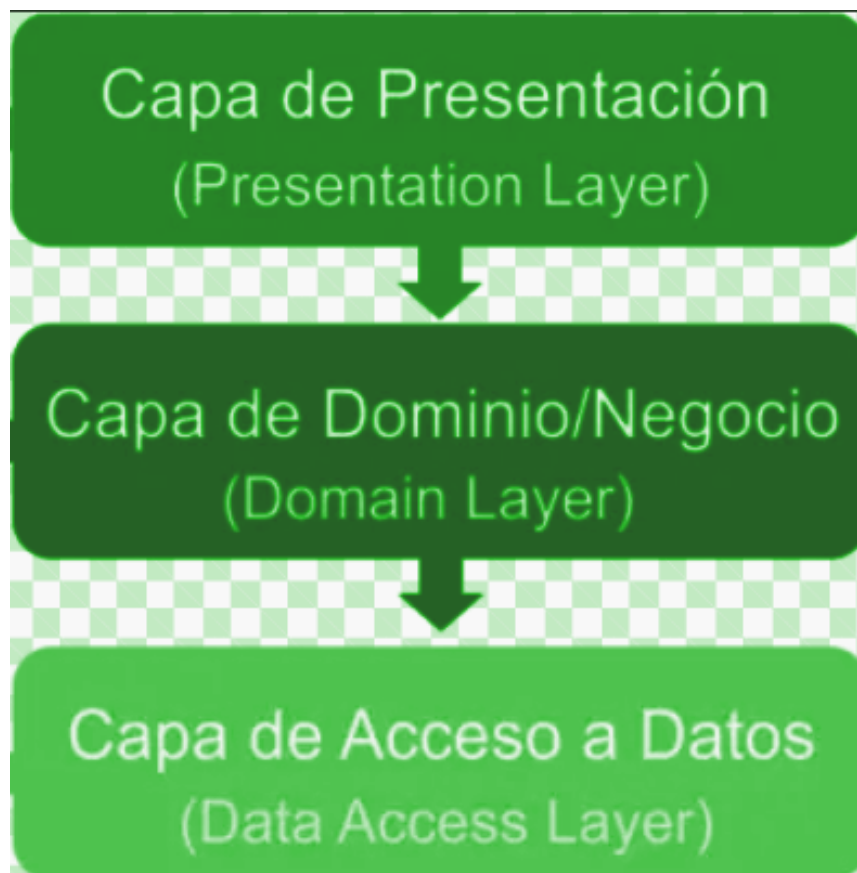 Capa de Presentación
(Presentation Layer)
Capa de Dominio/Negocio
(Domain Layer)
Capa de Acceso a Datos
(Data Access Layer)